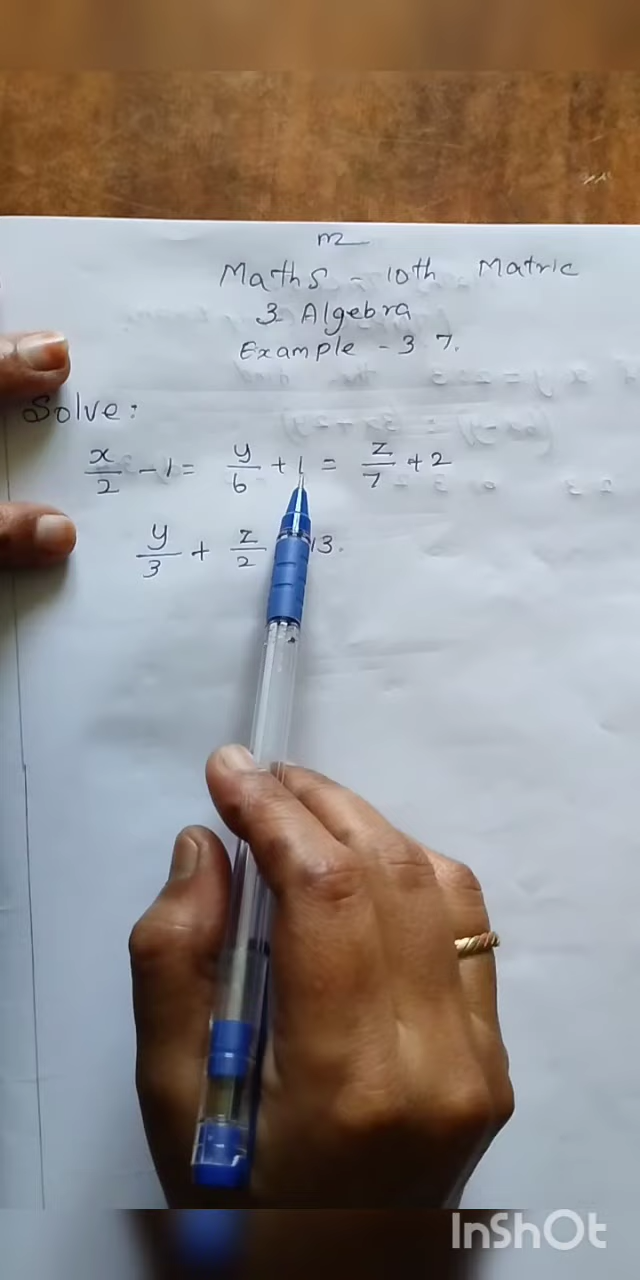 Maths - 10th Matric
3 Algebra
Example - 3 7.
Solve:
x/2 - 1 = y/6 + 1 = z/7 + 2
y/3 + z/2 13.
InShOt